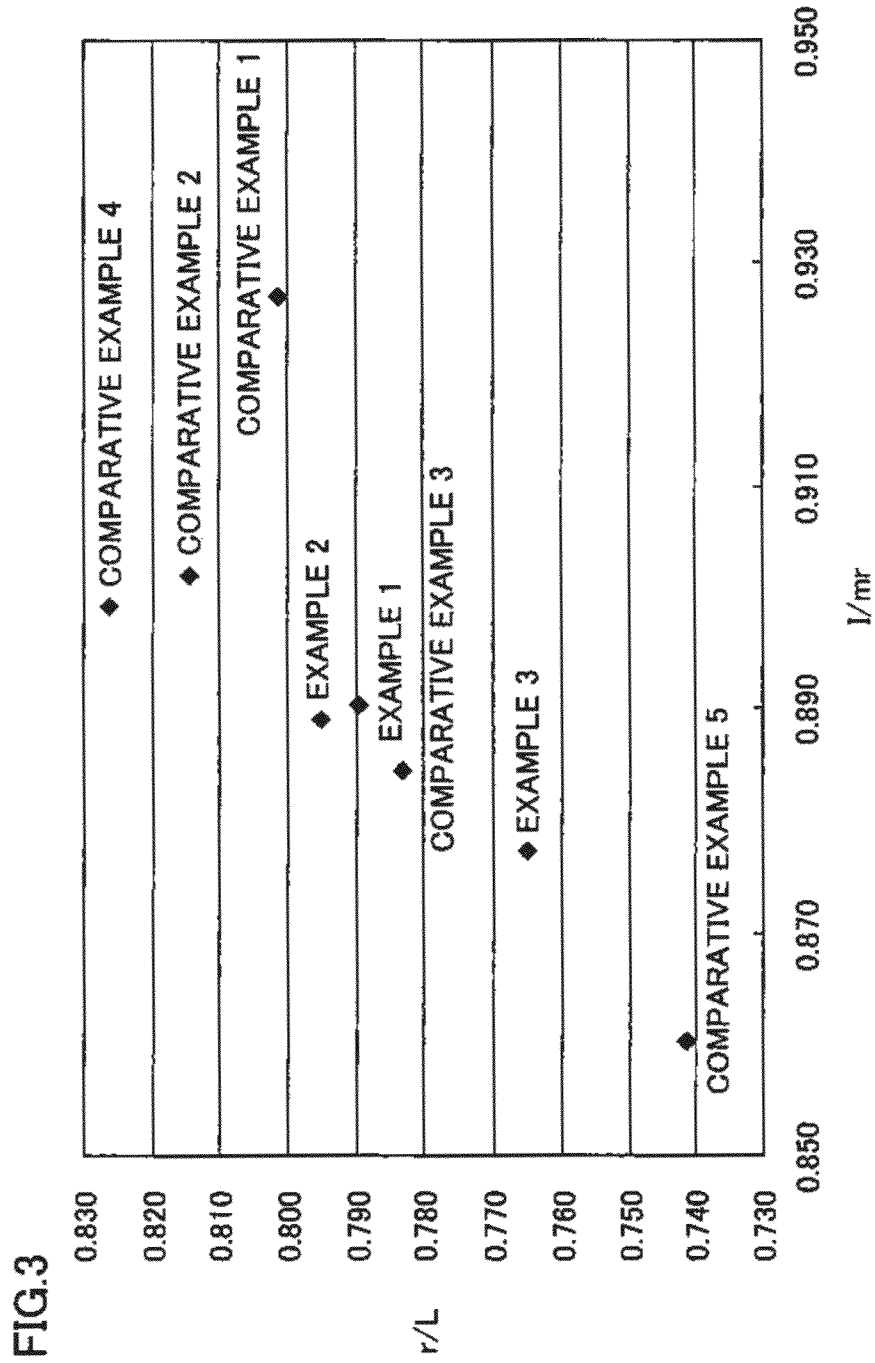 FIG.3
r/L
0.830
0.820
0.810
0.800
0.790
0.780
0.770
0.760
0.750
0.740
0.730
COMPARATIVE EXAMPLE 4
COMPARATIVE EXAMPLE 2
COMPARATIVE EXAMPLE 1
EXAMPLE 2
EXAMPLE 1
COMPARATIVE EXAMPLE 3
EXAMPLE 3
COMPARATIVE EXAMPLE 5
0.850
0.870
0.890
0.910
0.930
0.950
I/mr